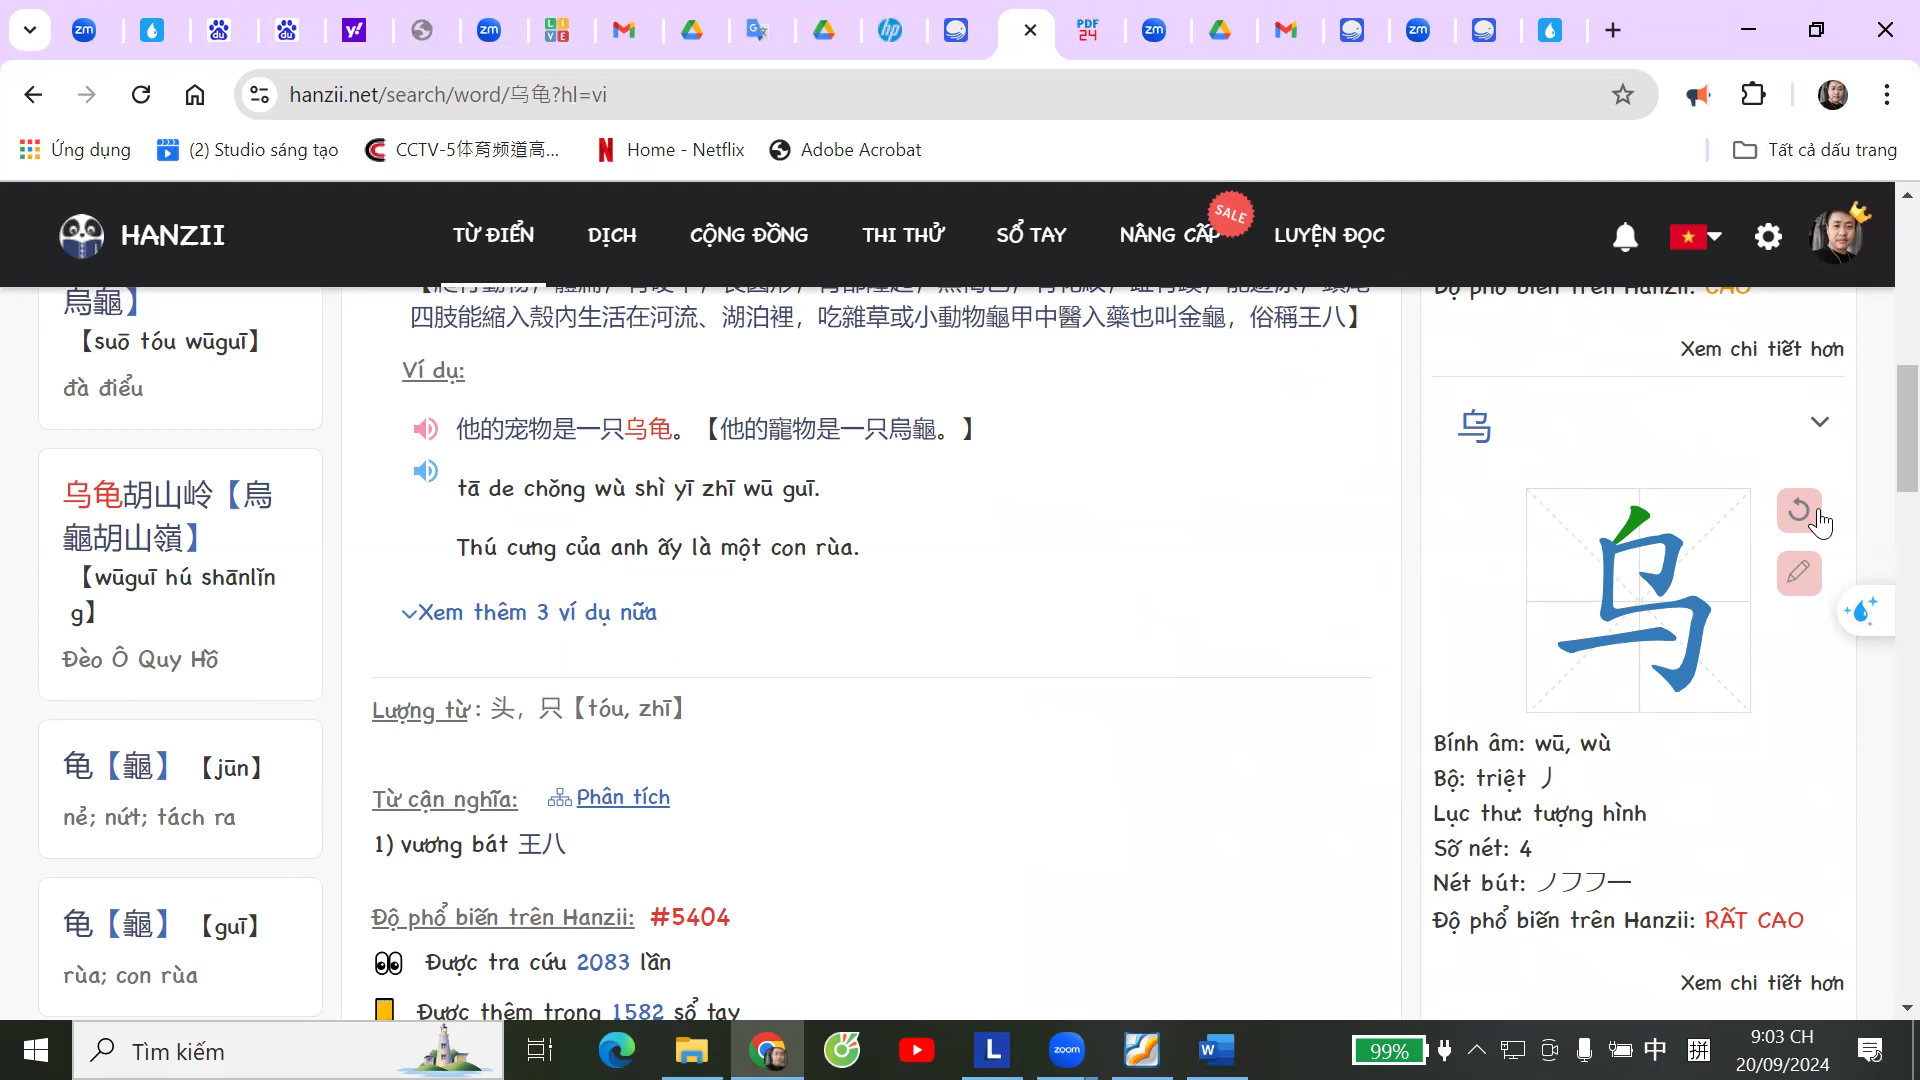 hanzii.net/search/word/乌龟?hl=vi
Ứng dụng
(2) Studio sáng tạo
CCTV-5体育频道高...
Home - Netflix
Adobe Acrobat
Tất cả dấu trang
HANZII
TỪ ĐIỂN
DỊCH
CỘNG ĐỒNG
THI THỬ
SỔ TAY
NÂNG CẤP
SALE
LUYỆN ĐỌC
烏龜】
【suō tóu wūguī】
đà điểu
乌龟胡山岭【烏
龜胡山嶺】
【wūguī hú shānlǐn
g】
Đèo Ô Quy Hồ
龟【龜】 【jūn】
nẻ; nứt; tách ra
龟【龜】 【guī】
rùa; con rùa
四肢能縮入殼內生活在河流、湖泊裡，吃雜草或小動物龜甲中醫入藥也叫金龜，俗稱王八】
Ví dụ:
他的宠物是一只乌龟。【他的寵物是一只烏龜。】
tā de chǒng wù shì yī zhī wū guī.
Thú cưng của anh ấy là một con rùa.
Xem thêm 3 ví dụ nữa
Lượng từ: 头，只【tóu, zhī】
Từ cận nghĩa: Phân tích
1) vương bát 王八
Độ phổ biến trên Hanzii: #5404
Được tra cứu 2083 lần
Được thêm trong 1582 sổ tay
Độ phổ biến trên Hanzii: CAO
Xem chi tiết hơn
乌
乌
Bính âm: wū, wù
Bộ: triệt 丿
Lục thư: tượng hình
Số nét: 4
Nét bút: ノフフ一
Độ phổ biến trên Hanzii: RẤT CAO
Xem chi tiết hơn
Tìm kiếm
L
zoom
W
99%
中
拼
9:03 CH
20/09/2024